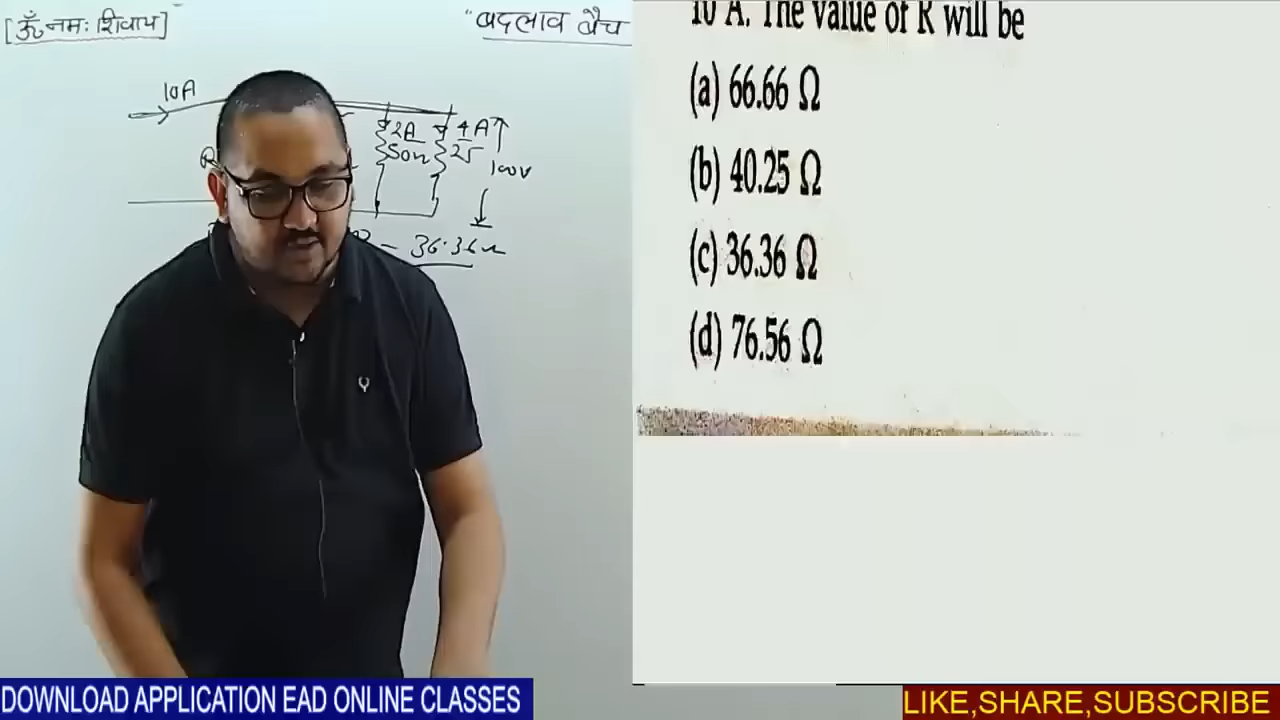 [ॐ नमः शिवाय]
"बदलाव बैच
10A
2A
50Ω
4A
25
100V
= 36.36Ω
10 A. The value of R will be
(a) 66.66 Ω
(b) 40.25 Ω
(c) 36.36 Ω
(d) 76.56 Ω
DOWNLOAD APPLICATION EAD ONLINE CLASSES
LIKE,SHARE,SUBSCRIBE